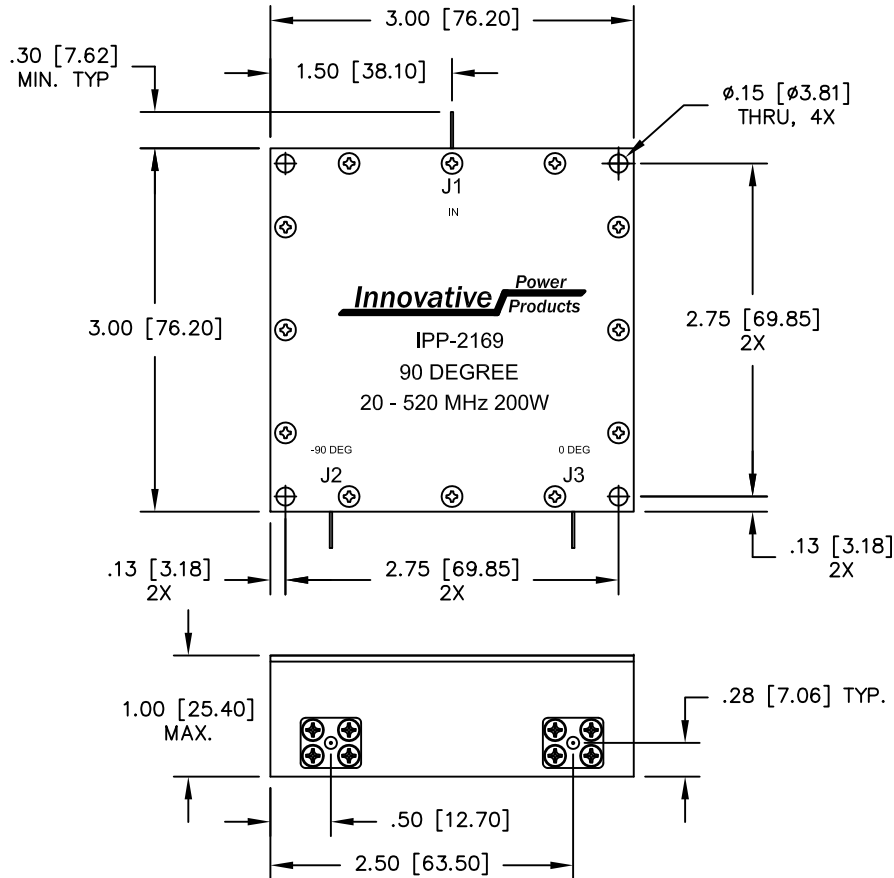 3.00 [76.20]
.30 [7.62]
MIN. TYP
1.50 [38.10]
ø.15 [ø3.81]
THRU, 4X
J1
IN
3.00 [76.20]
Innovative Power
Products
IPP-2169
90 DEGREE
20 - 520 MHz 200W
2.75 [69.85]
2X
-90 DEG
J2
0 DEG
J3
.13 [3.18]
2X
2.75 [69.85]
2X
.13 [3.18]
2X
1.00 [25.40]
MAX.
.28 [7.06] TYP.
.50 [12.70]
2.50 [63.50]